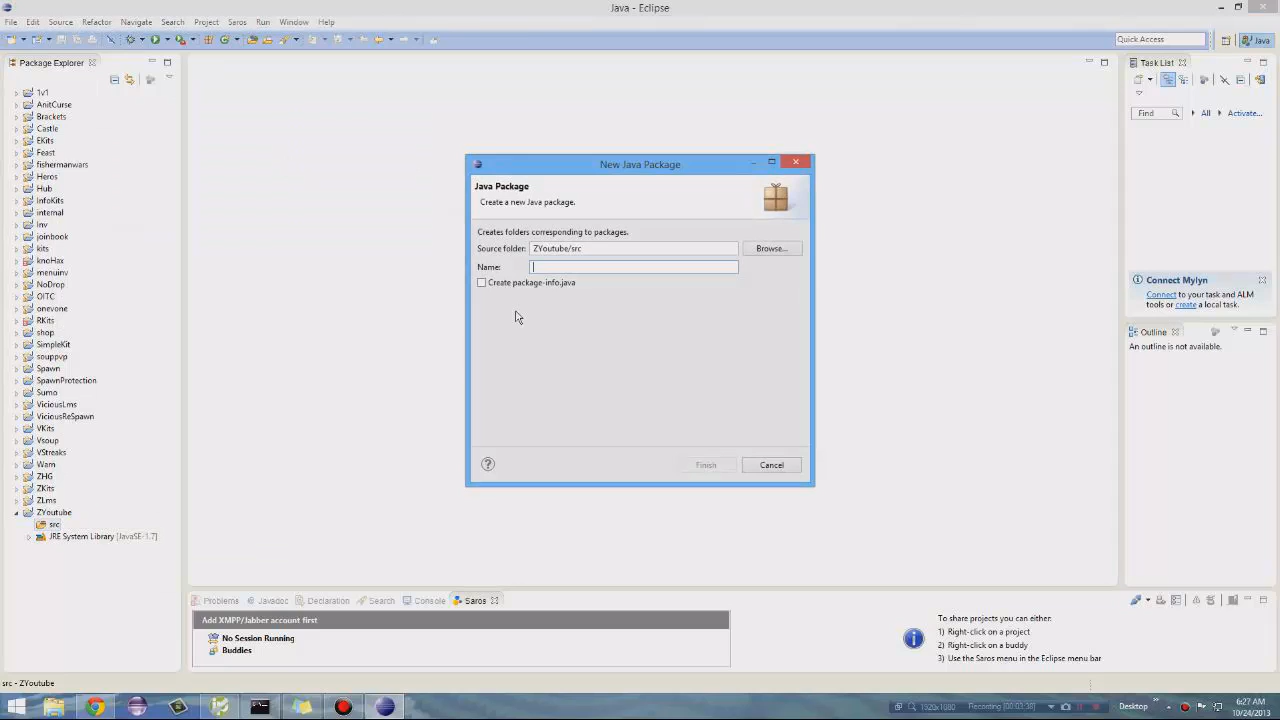 Java - Eclipse
File Edit Source Refactor Navigate Search Project Saros Run Window Help
Quick Access
Java
Package Explorer
1v1
AnitCurse
Brackets
Castle
EKits
Feast
fishermanwars
Heros
Hub
InfoKits
internal
Inv
joinbook
kits
knoHax
menuinv
NoDrop
OITC
onevone
RKits
shop
SimpleKit
souppvp
Spawn
SpawnProtection
Sumo
ViciousLms
ViciousReSpawn
VKits
Vsoup
VStreaks
Warn
ZHG
ZKits
ZLms
ZYoutube
src
JRE System Library [JavaSE-1.7]
New Java Package
Java Package
Create a new Java package.
Creates folders corresponding to packages.
Source folder: ZYoutube/src Browse...
Name:
Create package-info.java
Finish Cancel
Task List
Find All Activate...
Connect Mylyn
Connect to your task and ALM
tools or create a local task.
Outline
An outline is not available.
Problems Javadoc Declaration Search Console Saros
Add XMPP/Jabber account first
No Session Running
Buddies
To share projects you can either:
1) Right-click on a project
2) Right-click on a buddy
3) Use the Saros menu in the Eclipse menu bar
src - ZYoutube
1920x1080 Recording [00:03:38]
Desktop
6:27 AM
10/24/2013